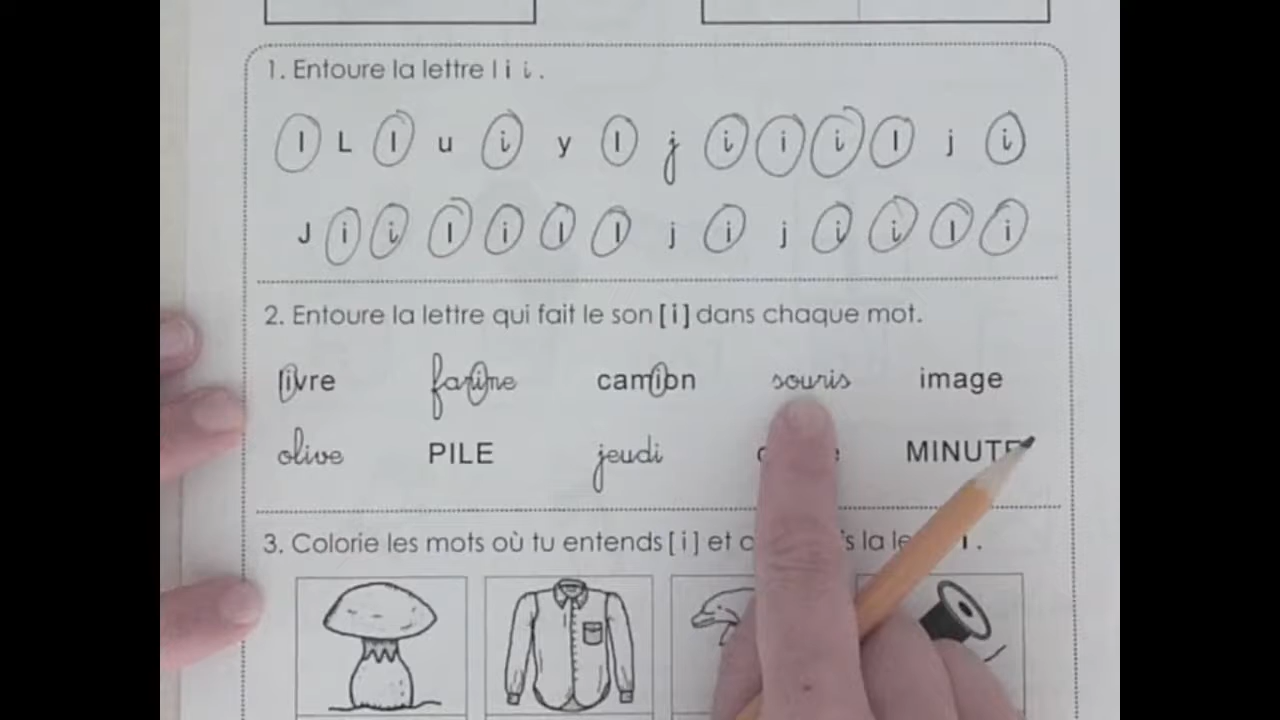 1. Entoure la lettre I i i.
I L I u i y I j i i i I j i
J i i I i I I j i j i i I i
2. Entoure la lettre qui fait le son [i] dans chaque mot.
livre farine camion souris image
olive PILE jeudi MINUTE
3. Colorie les mots où tu entends [i] et la i.